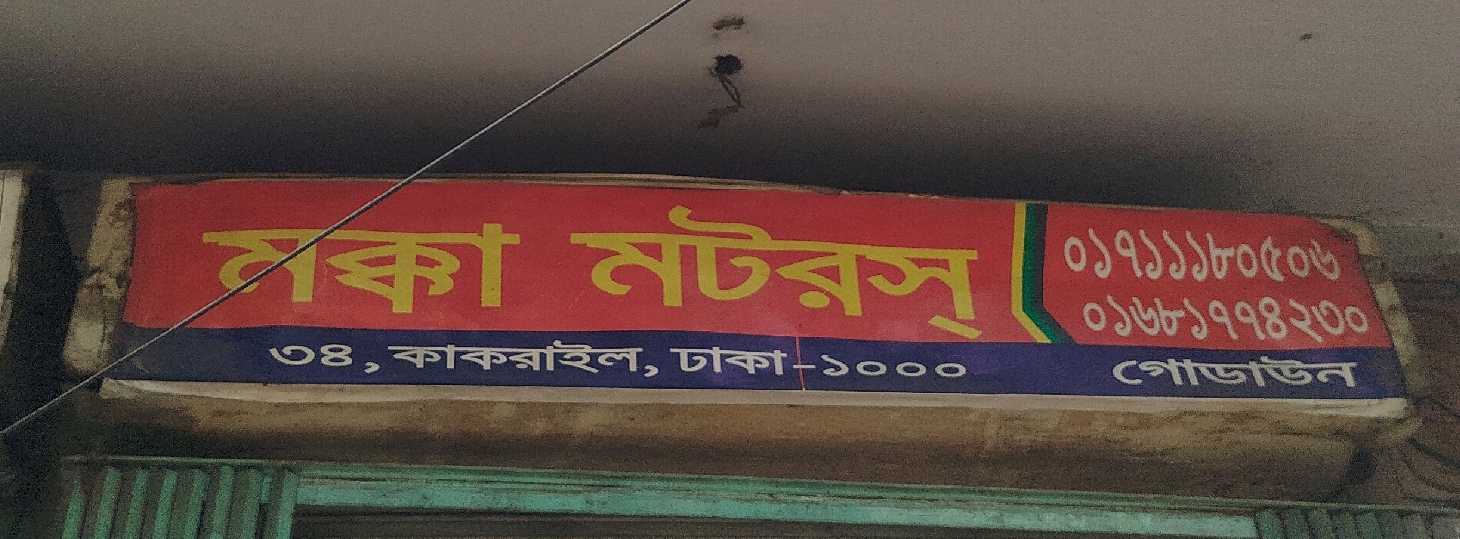 মক্কা মটরস্
০১৭১১১৮০৫০৬
০১৬৮১৭৭৪২৩০
৩৪, কাকরাইল, ঢাকা-১০০০
গোডাউন